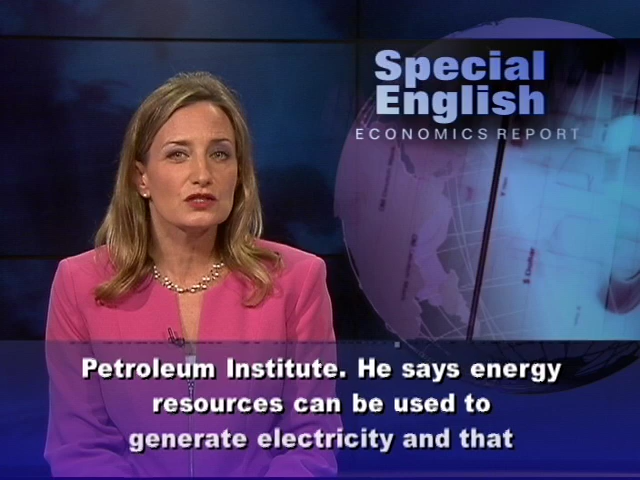 Special
English
ECONOMICS REPORT
Petroleum Institute. He says energy
resources can be used to
generate electricity and that